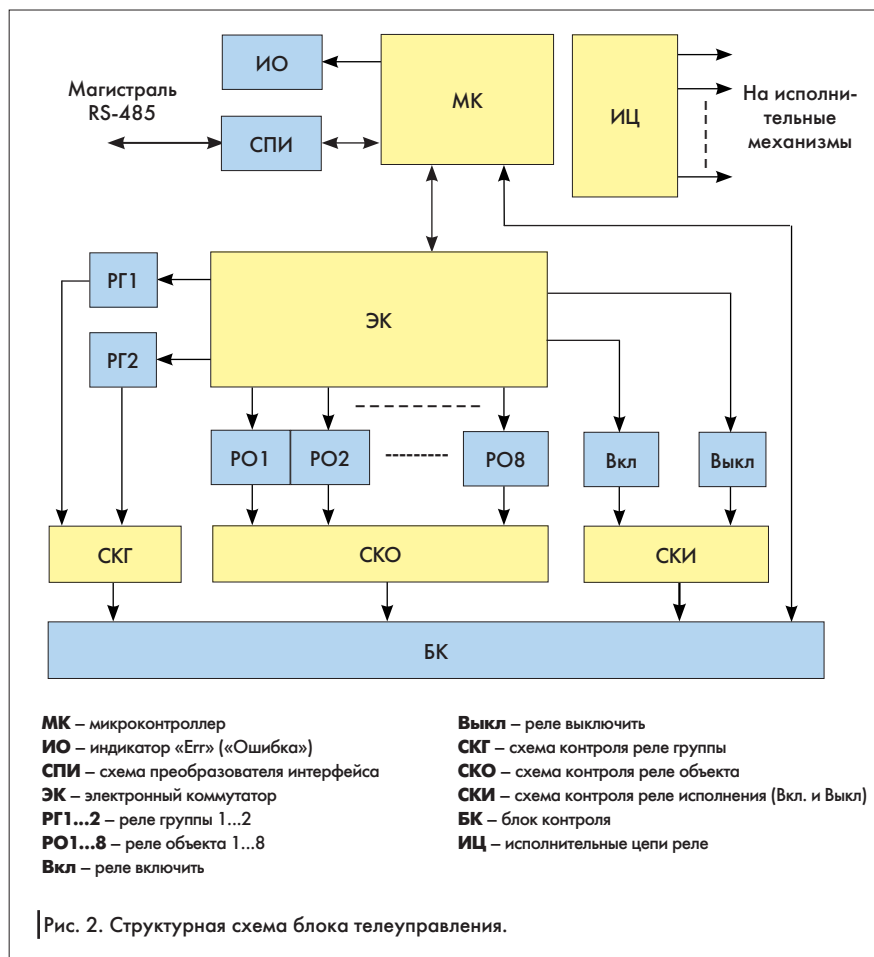 ИО
МК
ИЦ
Магистраль
RS-485
На исполни-
тельные
механизмы
СПИ
РГ1
ЭК
РГ2
РО1
РО2
РО8
Вкл
Выкл
СКГ
СКО
СКИ
БК
МК – микроконтроллер
ИО – индикатор «Err» («Ошибка»)
СПИ – схема преобразователя интерфейса
ЭК – электронный коммутатор
РГ1...2 – реле группы 1...2
РО1...8 – реле объекта 1...8
Вкл – реле включить
Выкл – реле выключить
СКГ – схема контроля реле группы
СКО – схема контроля реле объекта
СКИ – схема контроля реле исполнения (Вкл. и Выкл)
БК – блок контроля
ИЦ – исполнительные цепи реле
Рис. 2. Структурная схема блока телеуправления.